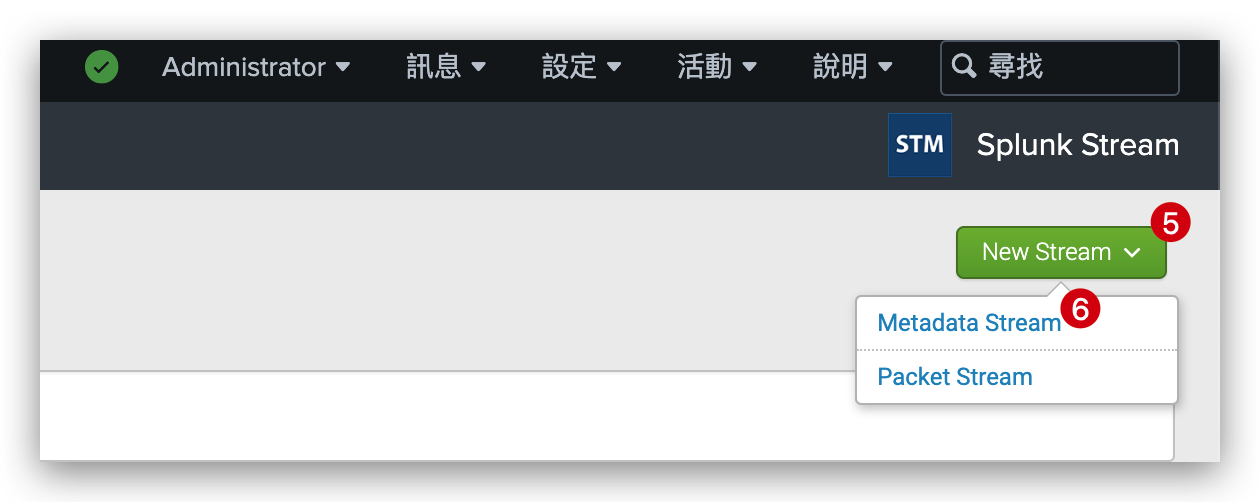 Administrator 訊息 設定 活動 說明 尋找
STM Splunk Stream
5
New Stream
6
Metadata Stream
Packet Stream